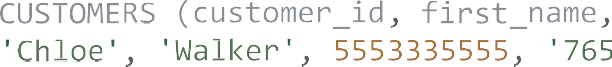 CUSTOMERS (customer_id, first_name,
'Chloe', 'Walker', 5553335555, '765